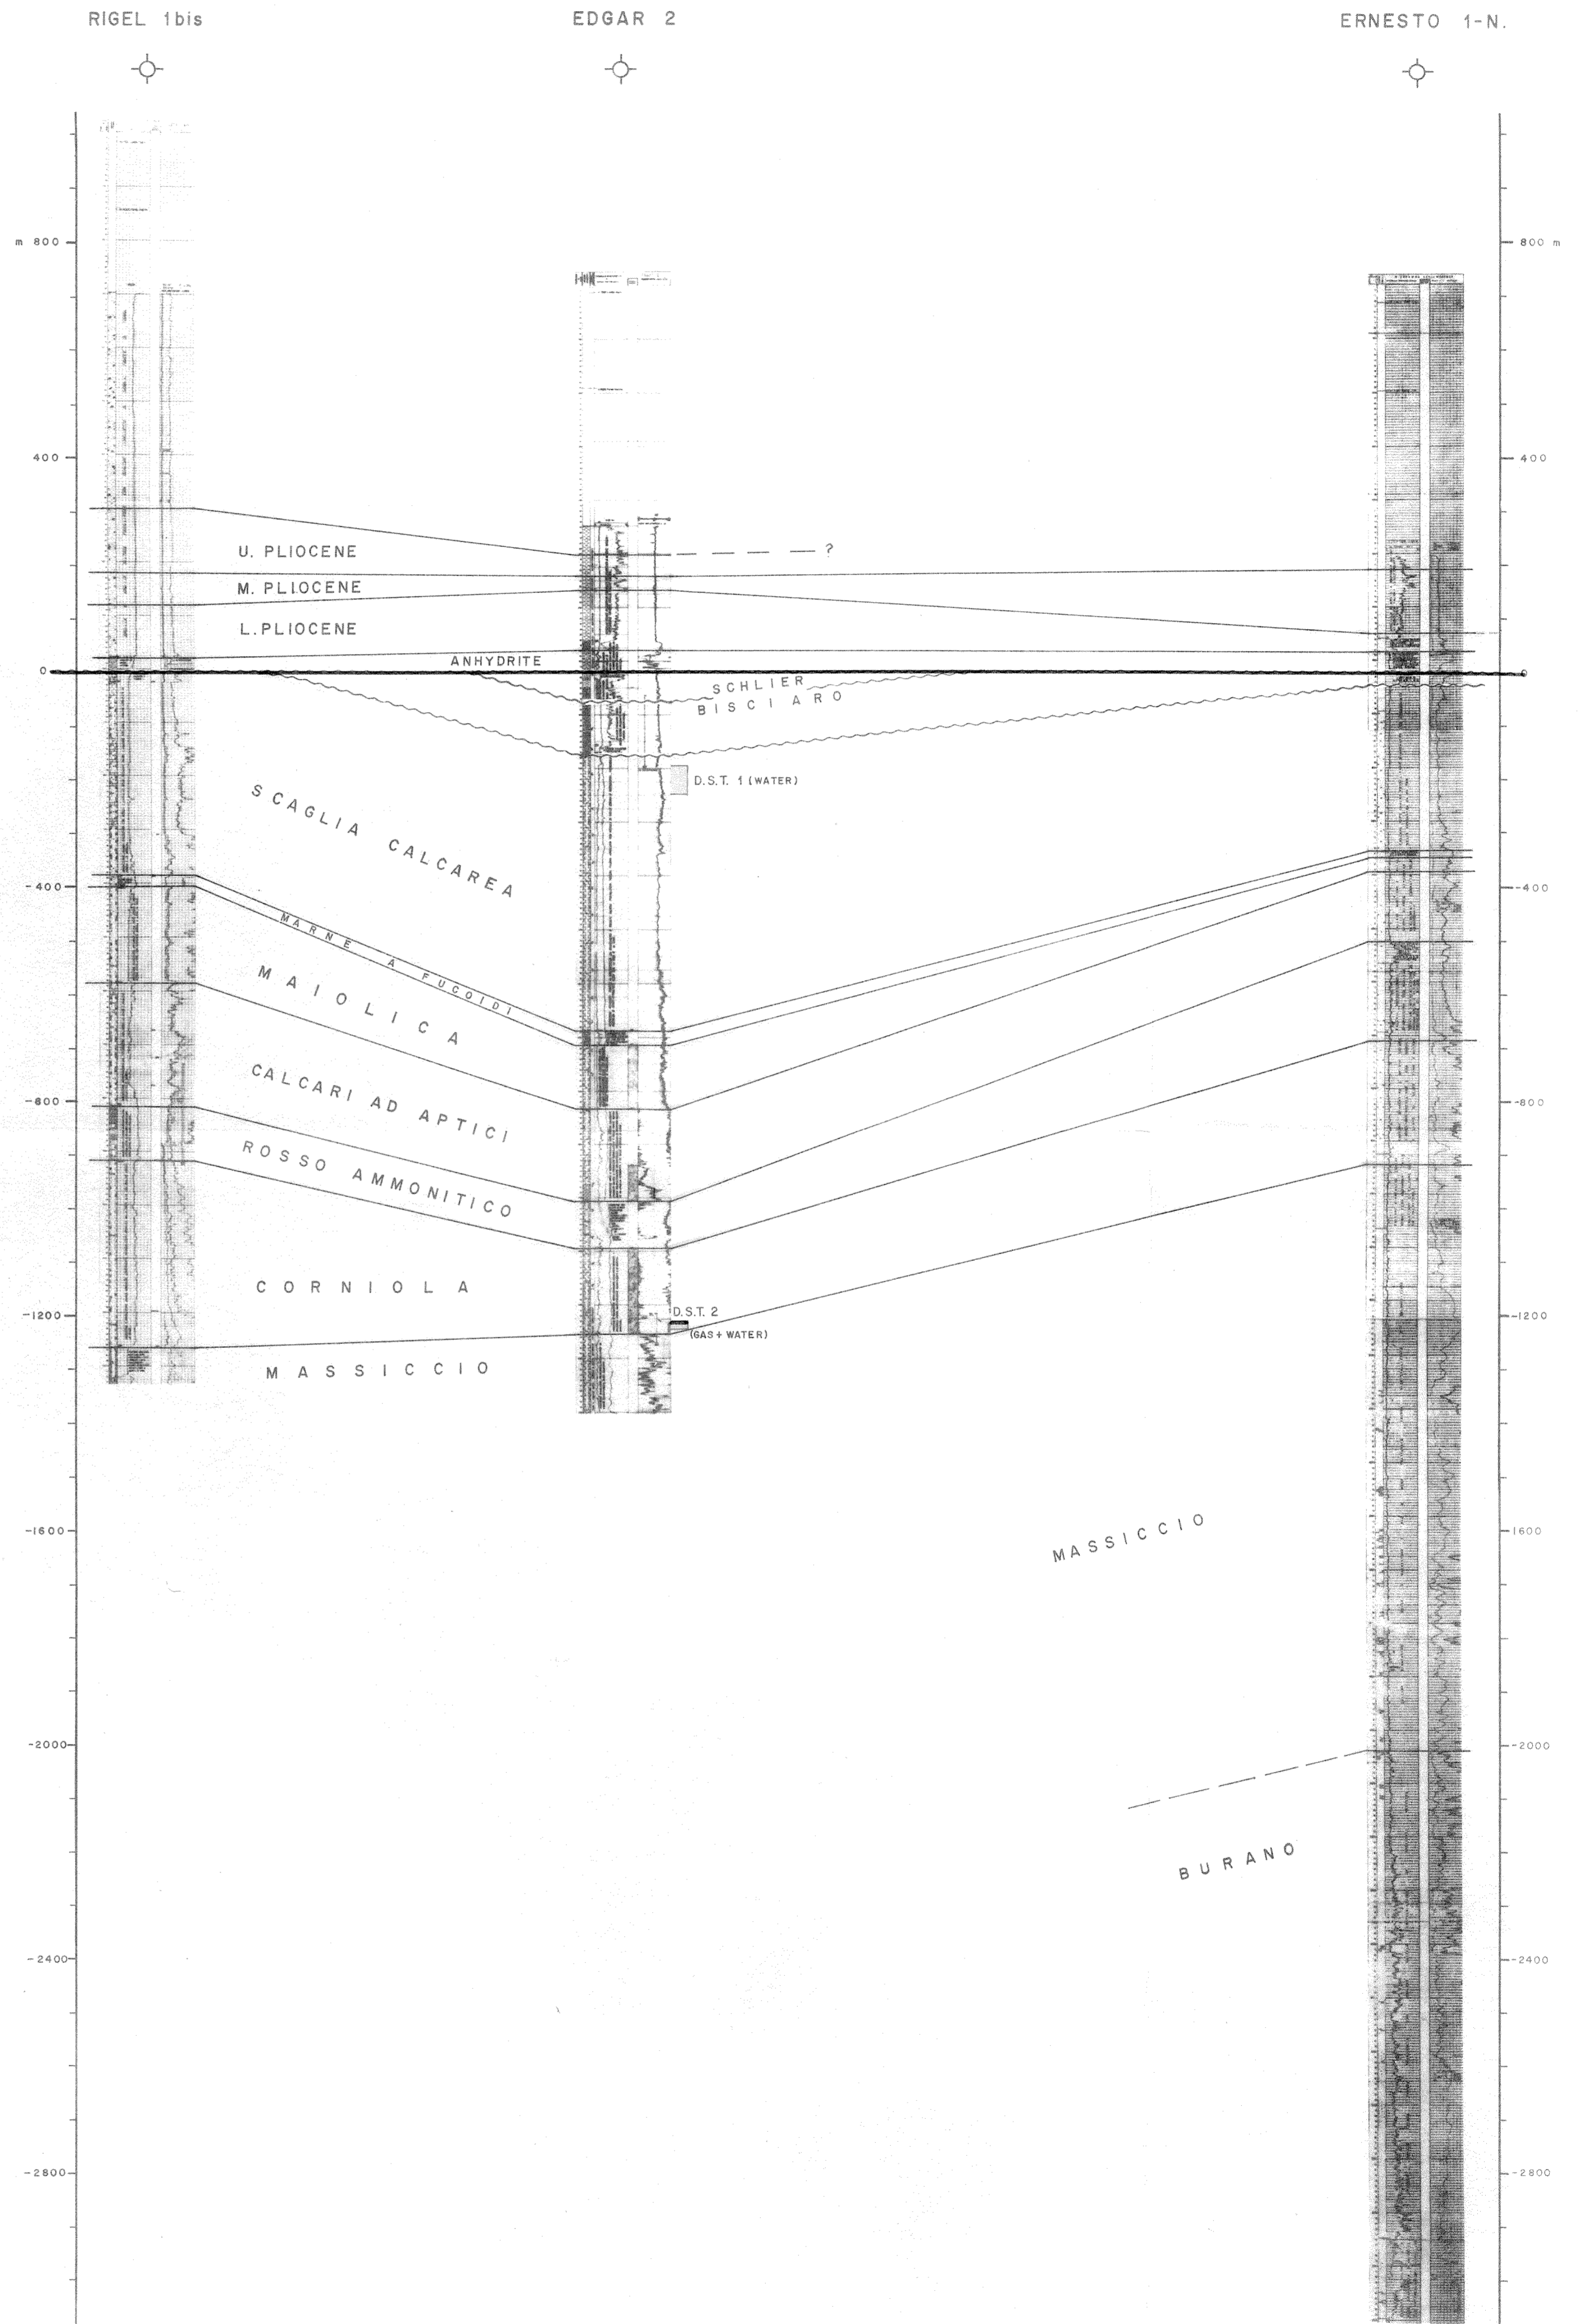 RIGEL 1bis
EDGAR 2
ERNESTO 1-N.
m 800
800 m
400
400
U. PLIOCENE
?
M. PLIOCENE
L. PLIOCENE
ANHYDRITE
0
0
SCHLIER
BISCIARO
D.S.T. 1 (WATER)
SCAGLIA CALCAREA
-400
-400
MARNE A FUCOIDI
MAIOLICA
CALCARI AD APTICI
-800
-800
ROSSO AMMONITICO
CORNIOLA
-1200
-1200
D.S.T. 2
(GAS + WATER)
MASSICCIO
-1600
-1600
MASSICCIO
-2000
-2000
BURANO
-2400
-2400
-2800
-2800